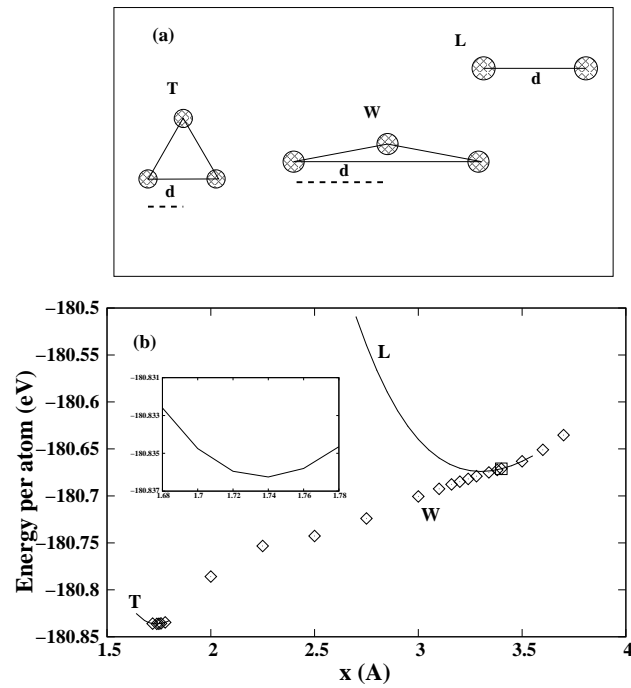 (a)
L
d
T
W
d
d
−180.5
(b)
−180.55
L
−180.6
−180.65
−180.7
W
−180.75
−180.8
T
−180.85
−180.831
−180.833
−180.835
−180.837
1.68 1.7 1.72 1.74 1.76 1.78
1.5 2 2.5 3 3.5 4
Energy per atom (eV)
x (A)